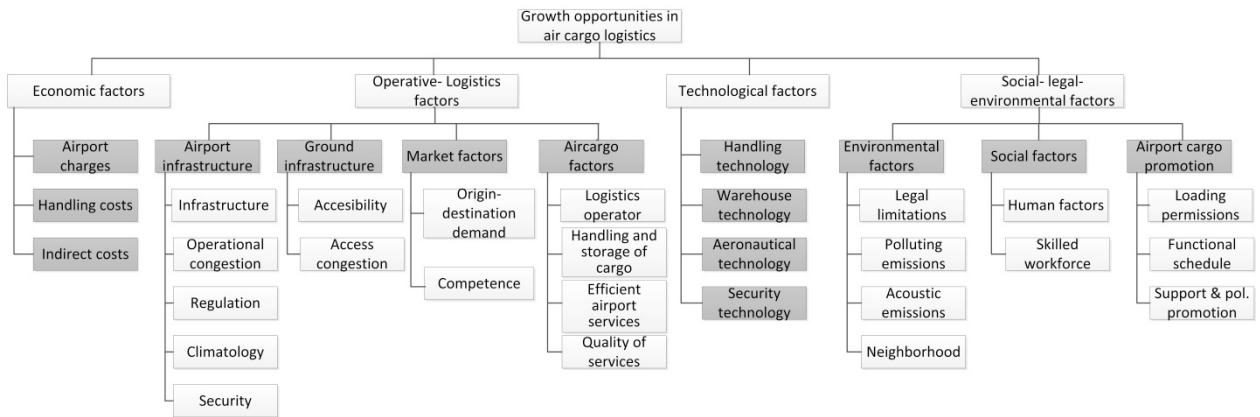 Growth opportunities in
air cargo logistics
Economic factors
Operative- Logistics
factors
Technological factors
Social- legal-
environmental factors
Airport
charges
Handling costs
Indirect costs
Airport
infrastructure
Infrastructure
Operational
congestion
Regulation
Climatology
Security
Ground
infrastructure
Accesibility
Access
congestion
Market factors
Origin-
destination
demand
Competence
Aircargo
factors
Logistics
operator
Handling and
storage of
cargo
Efficient
airport
services
Quality of
services
Handling
technology
Warehouse
technology
Aeronautical
technology
Security
technology
Environmental
factors
Legal
limitations
Polluting
emissions
Acoustic
emissions
Neighborhood
Social factors
Human factors
Skilled
workforce
Airport cargo
promotion
Loading
permissions
Functional
schedule
Support & pol.
promotion